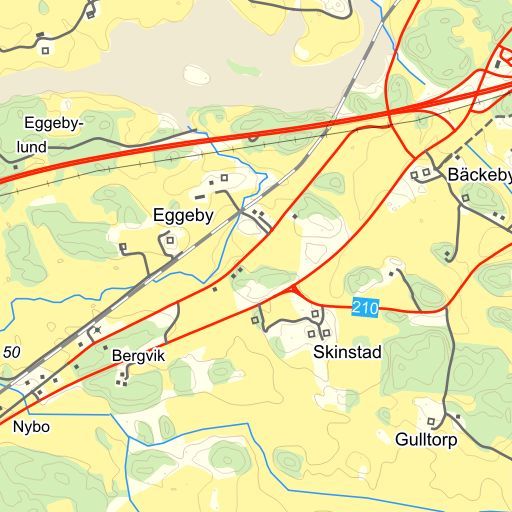 Eggeby-
lund
Bäckeby
Eggeby
210
50
Bergvik
Skinstad
Nybo
Gulltorp